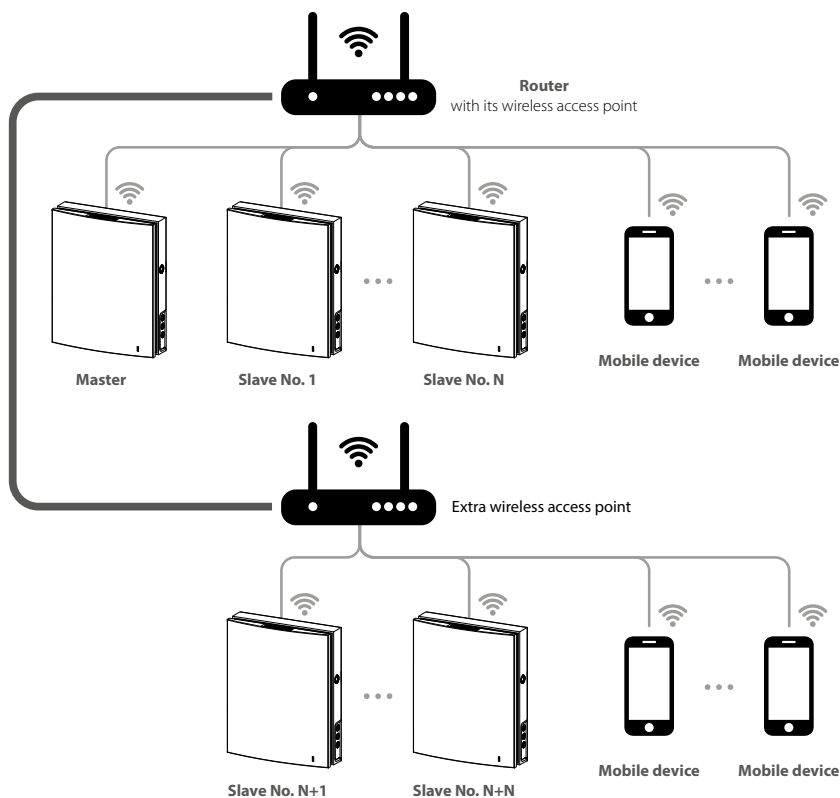 Router
with its wireless access point
Master
Slave No. 1
Slave No. N
Mobile device
Mobile device
Extra wireless access point
Slave No. N+1
Slave No. N+N
Mobile device
Mobile device